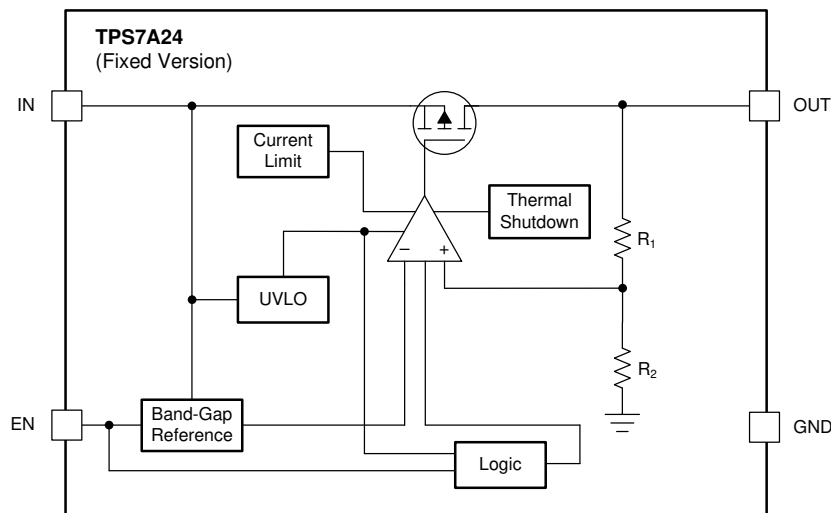 TPS7A24
(Fixed Version)
IN
OUT
Current
Limit
Thermal
Shutdown
R1
− +
UVLO
R2
EN
Band-Gap
Reference
GND
Logic